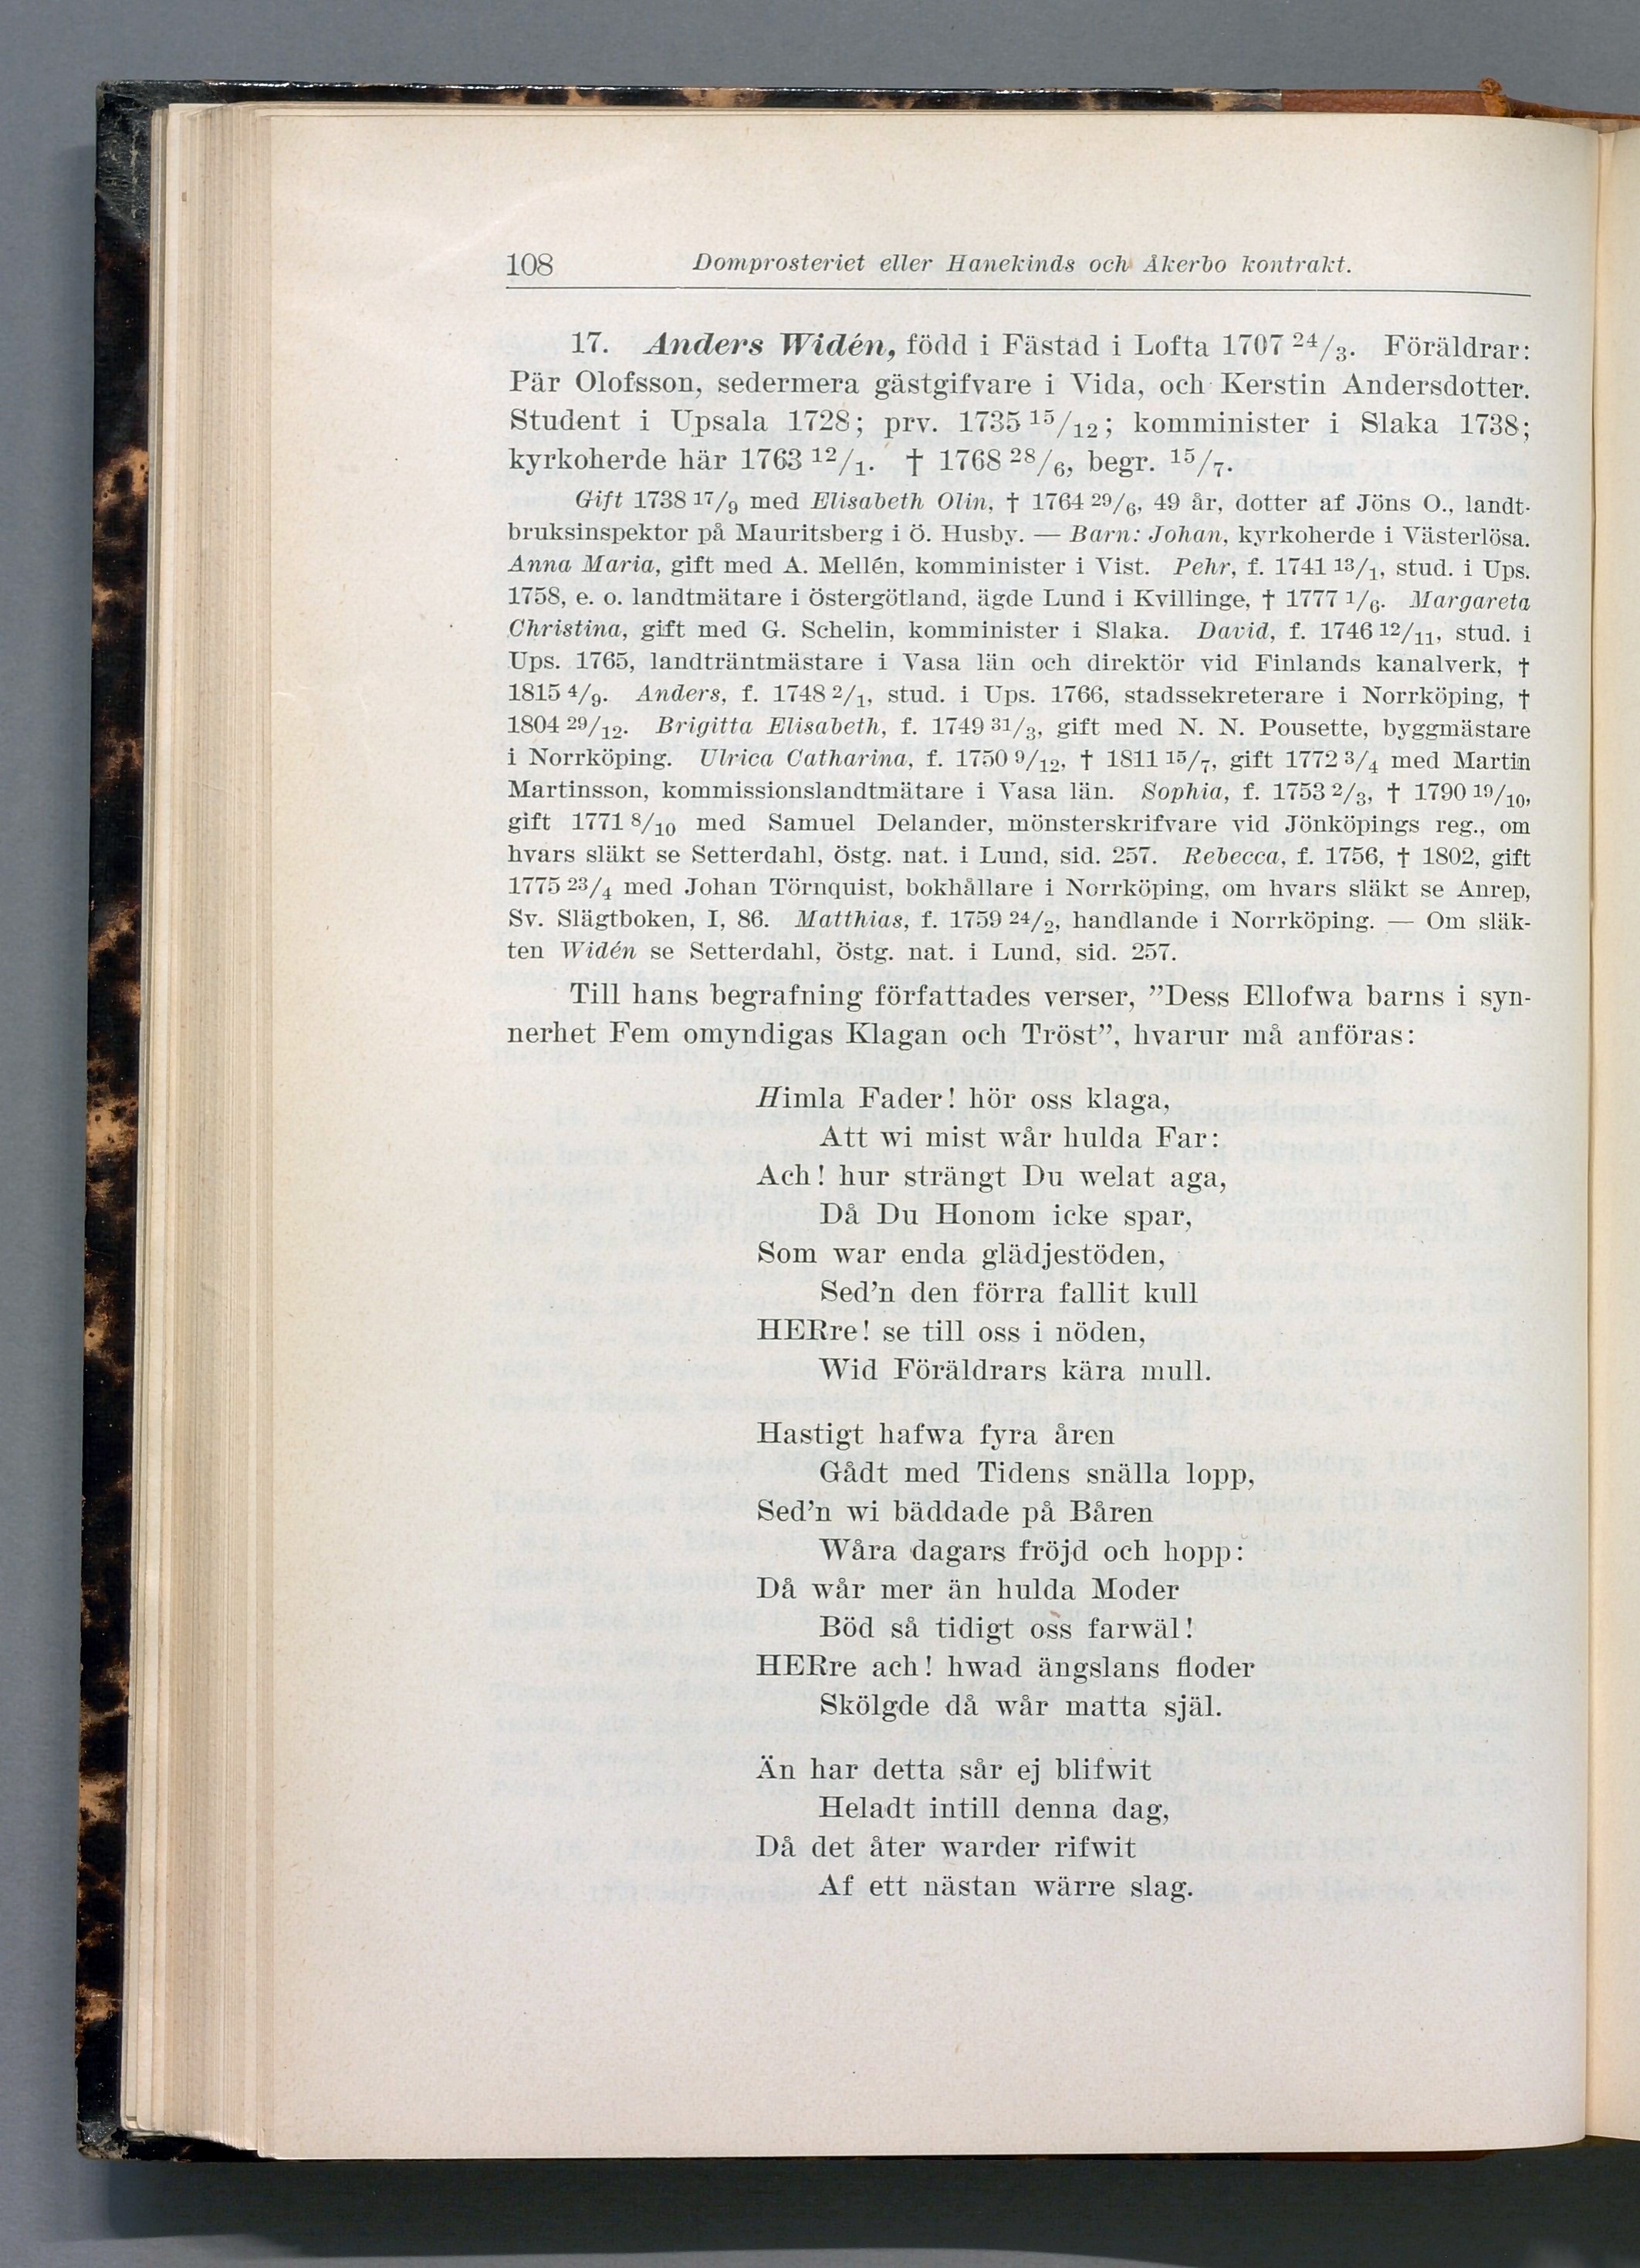 108 Domprosteriet eller Hanekinds och Åkerbo kontrakt.
17. Anders Widén, född i Fästad i Lofta 1707 24/3. Föräldrar:
Pär Olofsson, sedermera gästgifvare i Vida, och Kerstin Andersdotter.
Student i Upsala 1728; prv. 1735 15/12; komminister i Slaka 1738;
kyrkoherde här 1763 12/1. † 1768 28/6, begr. 15/7.
Gift 1738 17/9 med Elisabeth Olin, † 1764 29/6, 49 år, dotter af Jöns O., landt-
bruksinspektor på Mauritsberg i Ö. Husby. — Barn: Johan, kyrkoherde i Västerlösa.
Anna Maria, gift med A. Mellén, komminister i Vist. Pehr, f. 1741 13/1, stud. i Ups.
1758, e. o. landtmätare i Östergötland, ägde Lund i Kvillinge, † 1777 1/6. Margareta
Christina, gift med G. Schelin, komminister i Slaka. David, f. 1746 12/11, stud. i
Ups. 1765, landträntmästare i Vasa län och direktör vid Finlands kanalverk, †
1815 4/9. Anders, f. 1748 2/1, stud. i Ups. 1766, stadssekreterare i Norrköping, †
1804 29/12. Brigitta Elisabeth, f. 1749 31/3, gift med N. N. Pousette, byggmästare
i Norrköping. Ulrica Catharina, f. 1750 9/12, † 1811 15/7, gift 1772 3/4 med Martin
Martinsson, kommissionslandtmätare i Vasa län. Sophia, f. 1753 2/3, † 1790 19/10,
gift 1771 8/10 med Samuel Delander, mönsterskrifvare vid Jönköpings reg., om
hvars släkt se Setterdahl, Östg. nat. i Lund, sid. 257. Rebecca, f. 1756, † 1802, gift
1775 23/4 med Johan Törnquist, bokhållare i Norrköping, om hvars släkt se Anrep,
Sv. Slägtboken, I, 86. Matthias, f. 1759 24/2, handlande i Norrköping. — Om släk-
ten Widén se Setterdahl, Östg. nat. i Lund, sid. 257.
Till hans begrafning författades verser, ”Dess Ellofwa barns i syn-
nerhet Fem omyndigas Klagan och Tröst”, hvarur må anföras:
Himla Fader! hör oss klaga,
Att wi mist wår hulda Far:
Ach! hur strängt Du welat aga,
Då Du Honom icke spar,
Som war enda glädjestöden,
Sed’n den förra fallit kull
HERre! se till oss i nöden,
Wid Föräldrars kära mull.
Hastigt hafwa fyra åren
Gådt med Tidens snälla lopp,
Sed’n wi bäddade på Båren
Wåra dagars fröjd och hopp:
Då wår mer än hulda Moder
Böd så tidigt oss farwäl!
HERre ach! hwad ängslans floder
Skölgde då wår matta själ.
Än har detta sår ej blifwit
Heladt intill denna dag,
Då det åter warder rifwit
Af ett nästan wärre slag.